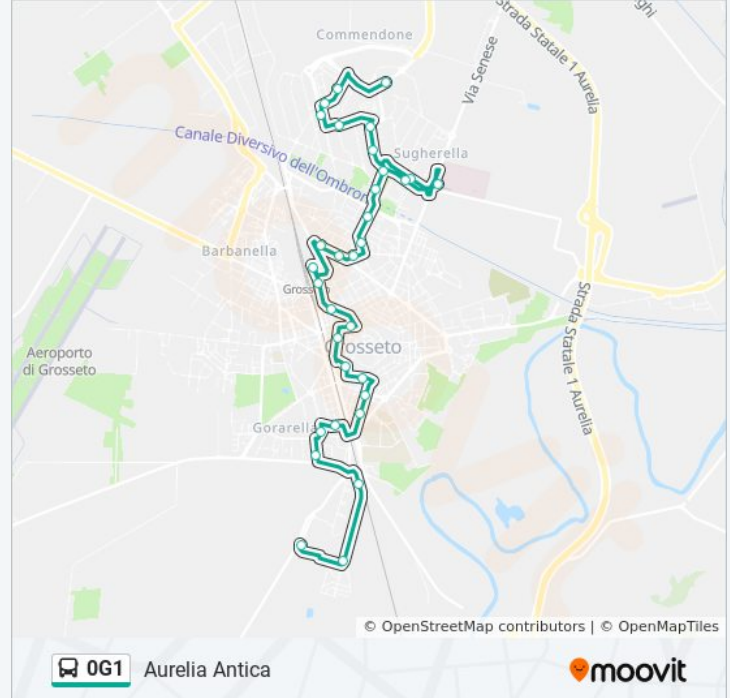 Commendone
Strada Statale 1 Aurelia
Via Senese
Canale Diversivo dell'Ombron
Sugherella
Barbanella
Grosseto
Strada Statale 1 Aurelia
Aeroporto
di Grosseto
Grosseto
Gorarella
© OpenStreetMap contributors | © OpenMapTiles
0G1 Aurelia Antica
moovit